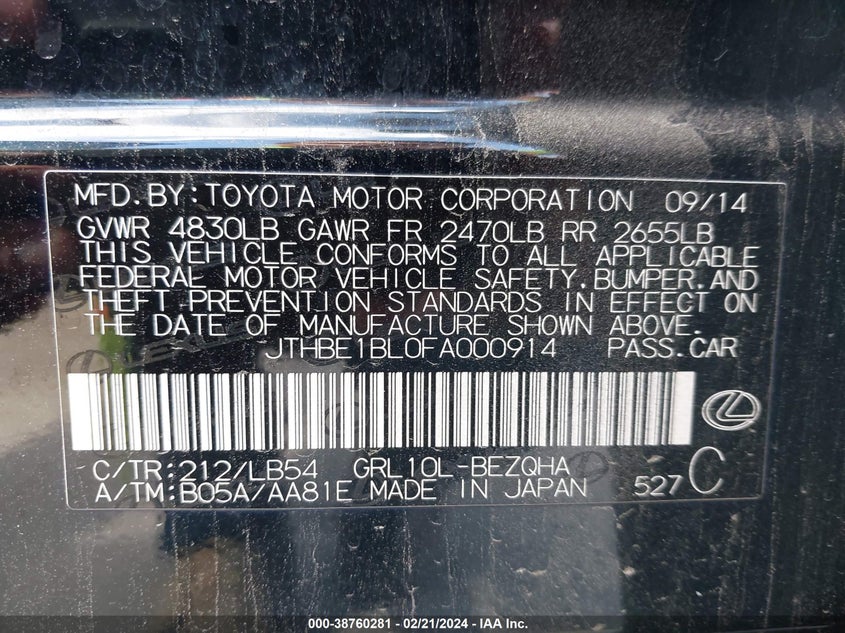 MFD.BY:TOYOTA MOTOR CORPORATION 09/14
GVWR 4830LB GAWR FR 2470LB RR 2655LB
THIS VEHICLE CONFORMS TO ALL APPLICABLE
FEDERAL MOTOR VEHICLE SAFETY,BUMPER,AND
THEFT PREVENTION STANDARDS IN EFFECT ON
THE DATE OF MANUFACTURE SHOWN ABOVE.
JTHBE1BL0FA000914 PASS.CAR
C/TR:212/LB54 GRL10L-BEZQHA
A/TM:B05A/AA81E MADE IN JAPAN 527 C
LEXUS
000-38760281 - 02/21/2024 - IAA Inc.